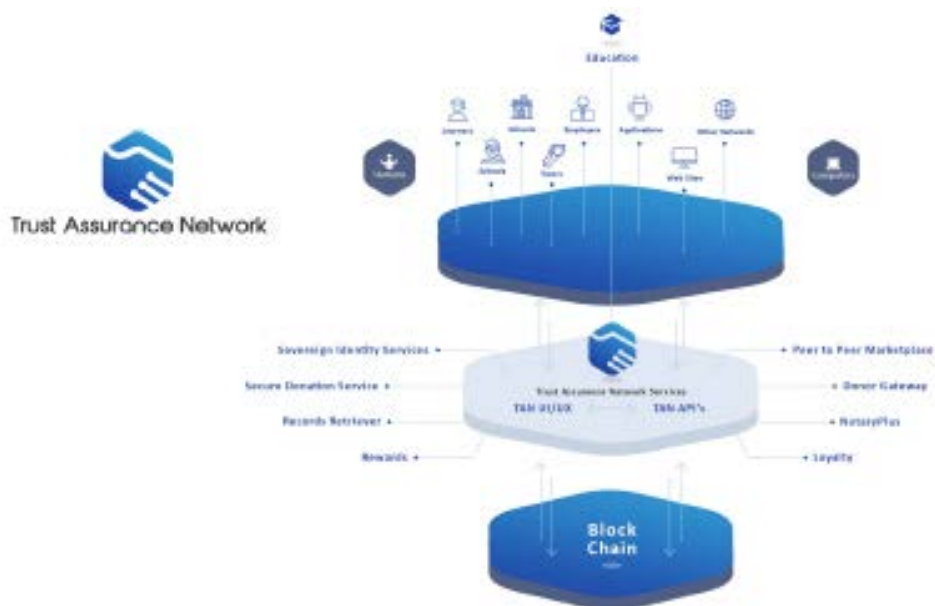 Education
Learners
Schools
Employers
Applications
Other Networks
Web Sites
Computers
Trust Assurance Network
Sovereign Identity Services
Peer to Peer Marketplace
Secure Donation Service
Donor Gateway
Trust Assurance Network Services
TAN UI/UX
TAN API's
Records Retriever
NotaryPlus
Rewards
Loyalty
Block
Chain